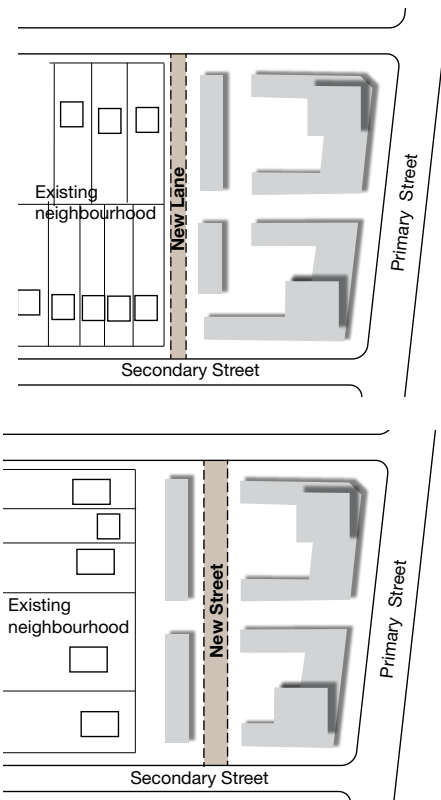 Existing
neighbourhood
New Lane
Primary Street
Secondary Street
Existing
neighbourhood
New Street
Primary Street
Secondary Street